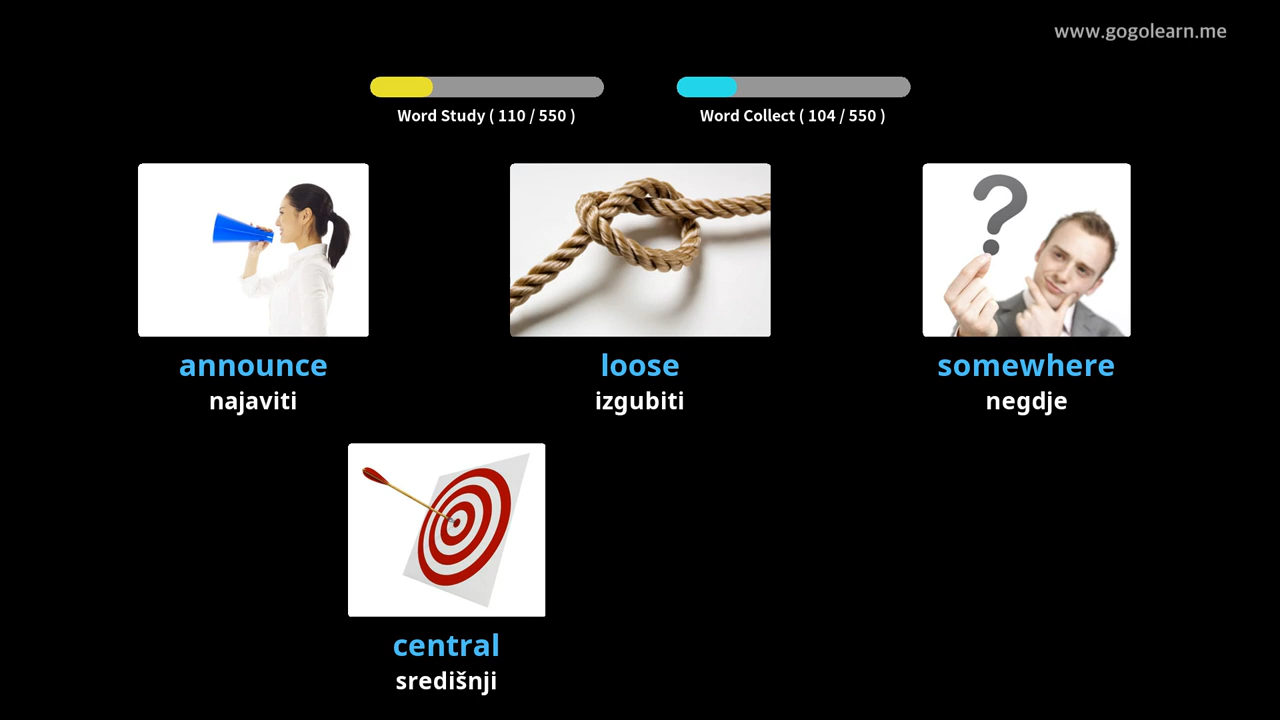 www.gogolearn.me
Word Study ( 110 / 550 )
Word Collect ( 104 / 550 )
announce
najaviti
loose
izgubiti
somewhere
negdje
central
središnji